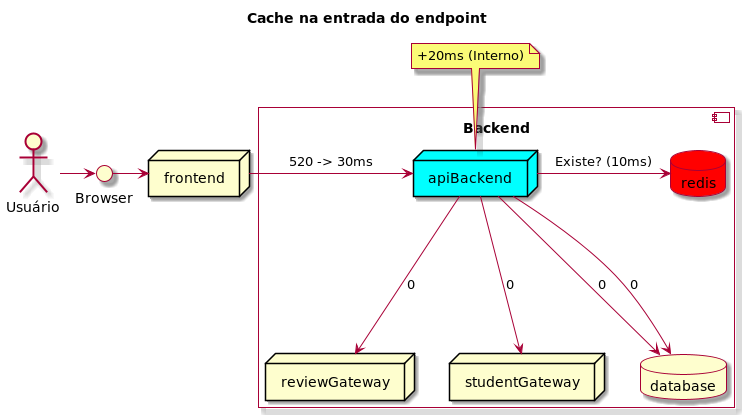 Cache na entrada do endpoint
+20ms (Interno)
Backend
Usuário
Browser
frontend
520 -> 30ms
apiBackend
Existe? (10ms)
redis
0
0
0
0
reviewGateway
studentGateway
database